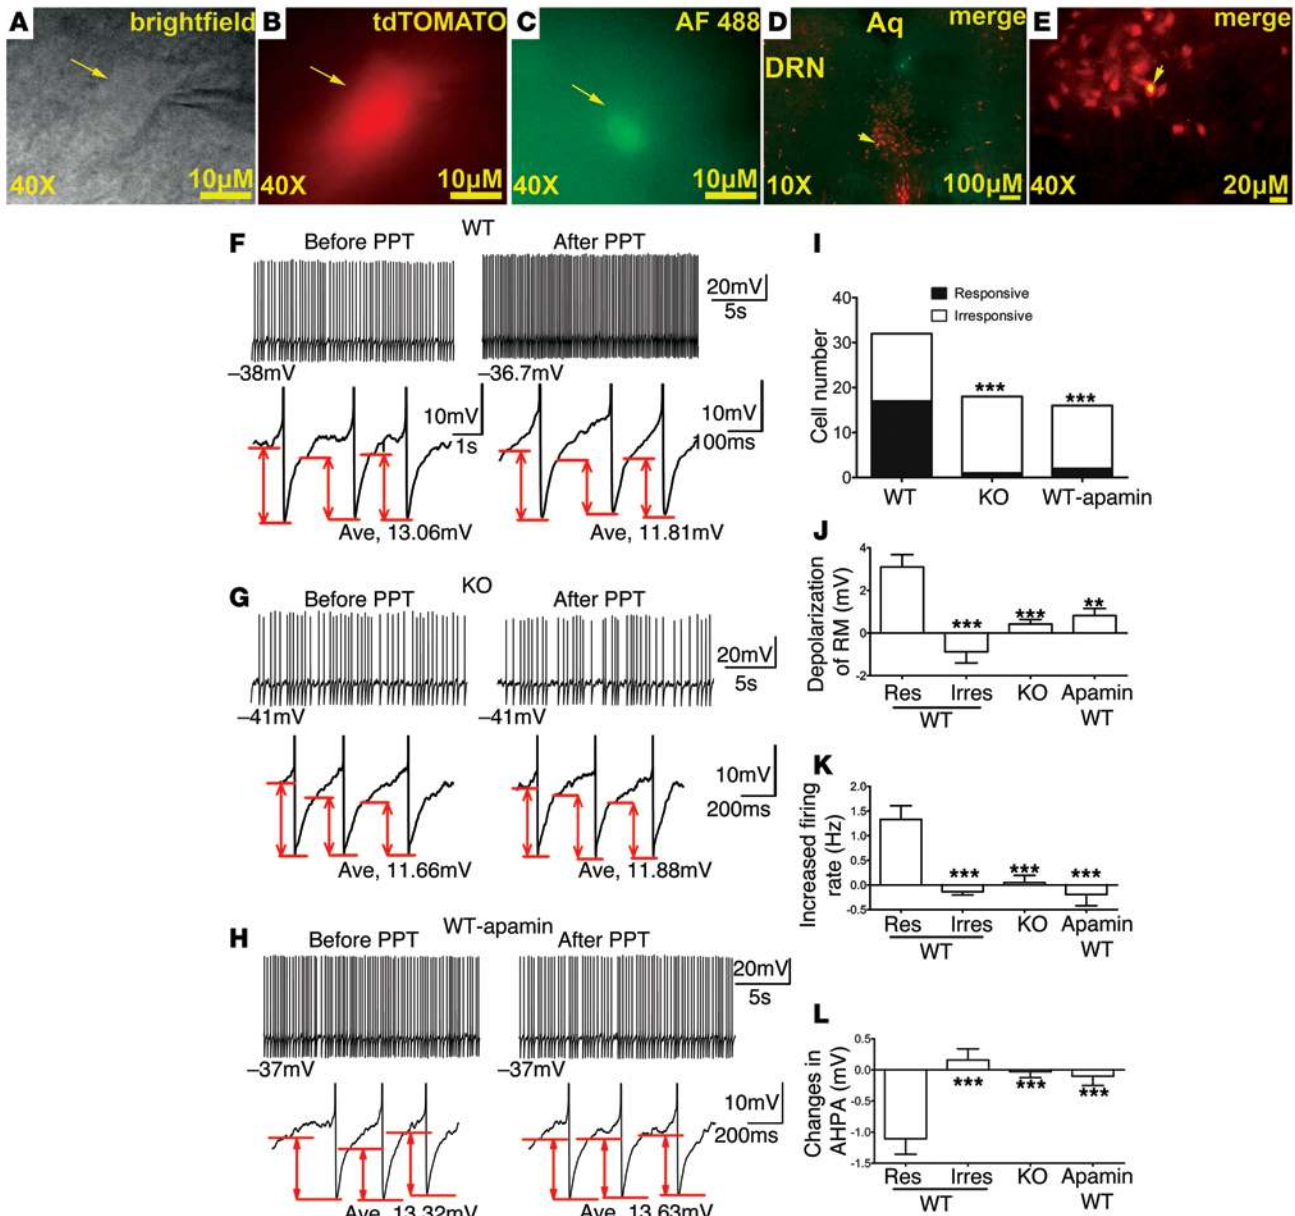 A brightfield
40X 10µM
B tdTOMATO
40X 10µM
C AF 488
40X 10µM
D Aq merge
DRN
10X 100µM
E merge
40X 20µM
F WT
Before PPT After PPT
20mV
5s
–38mV –36.7mV
10mV
1s
10mV
100ms
Ave, 13.06mV Ave, 11.81mV
G KO
Before PPT After PPT
20mV
5s
–41mV –41mV
10mV
200ms
Ave, 11.66mV Ave, 11.88mV
H WT-apamin
Before PPT After PPT
20mV
5s
–37mV –37mV
10mV
200ms
Ave, 13.32mV Ave, 13.63mV
I
Responsive
Irresponsive
Cell number
40
30
20
10
0
*** ***
WT KO WT-apamin
J
Depolarization
of RM (mV)
4
2
0
-2
*** *** **
Res Irres KO Apamin
WT WT
K
Increased firing
rate (Hz)
2.0
1.5
1.0
0.5
0.0
-0.5
*** *** ***
Res Irres KO Apamin
WT WT
L
Changes in
AHPA (mV)
0.5
0.0
-0.5
-1.0
-1.5
*** *** ***
Res Irres KO Apamin
WT WT